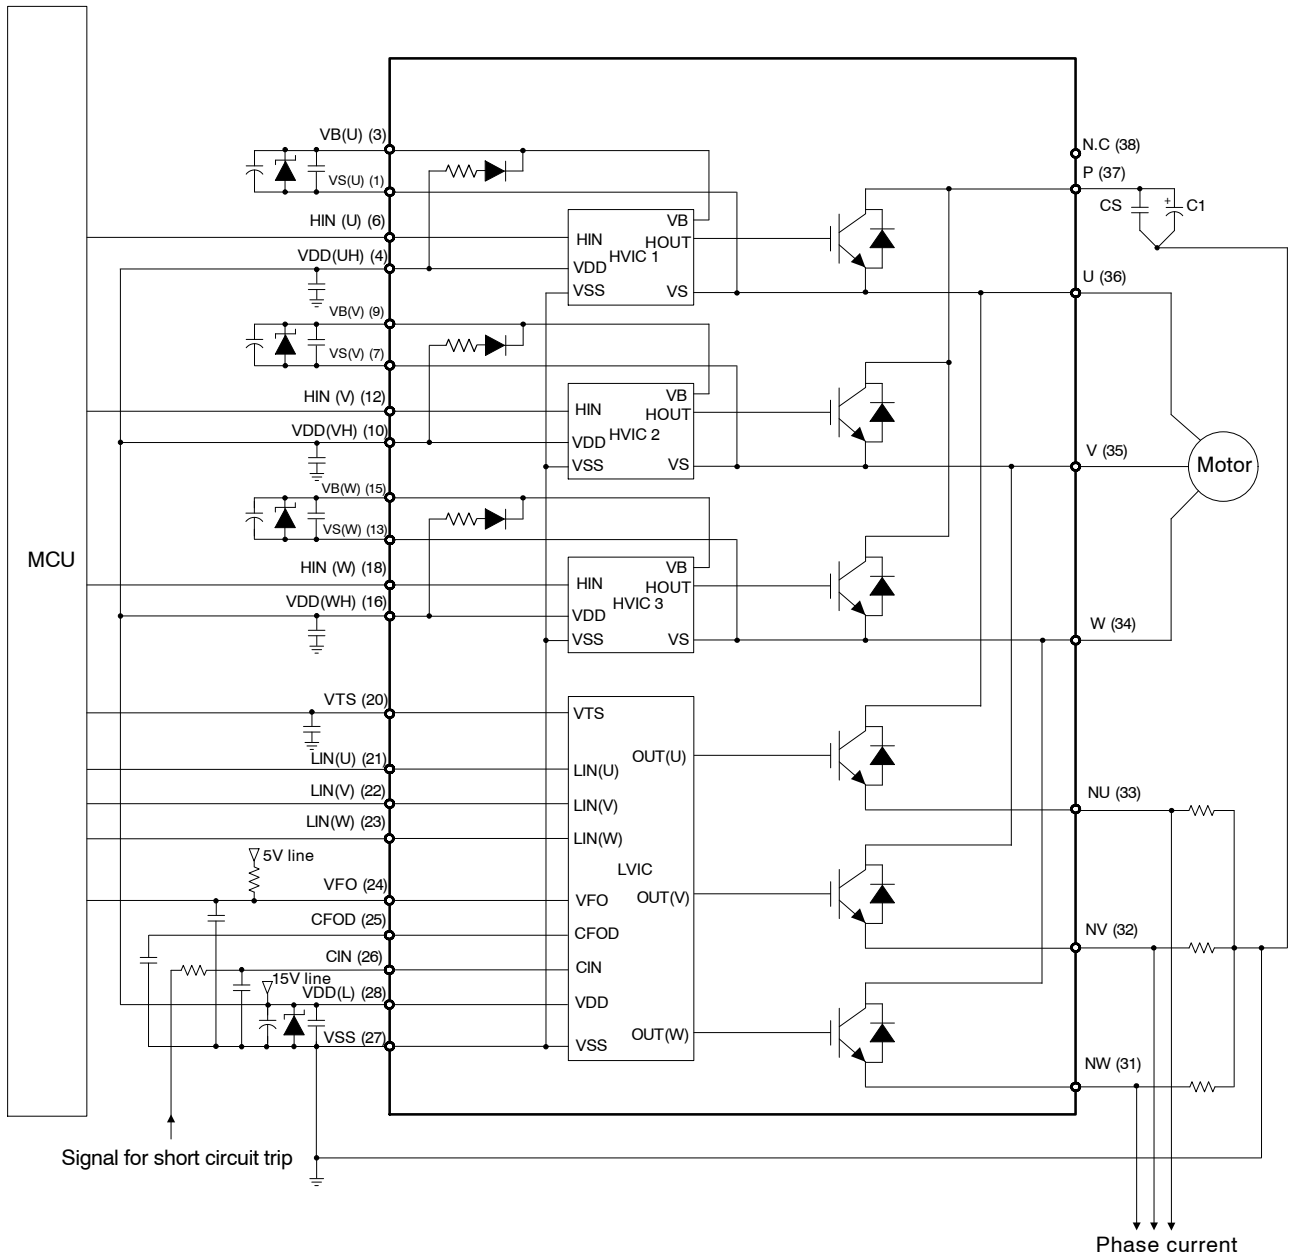 MCU
VB(U) (3)
VS(U) (1)
HIN (U) (6)
VDD(UH) (4)
VB(V) (9)
VS(V) (7)
HIN (V) (12)
VDD(VH) (10)
VB(W) (15)
VS(W) (13)
HIN (W) (18)
VDD(WH) (16)
VTS (20)
LIN(U) (21)
LIN(V) (22)
LIN(W) (23)
5V line
VFO (24)
CFOD (25)
CIN (26)
15V line
VDD(L) (28)
VSS (27)
Signal for short circuit trip
VB
HIN
HOUT
HVIC 1
VDD
VSS
VS
VB
HIN
HOUT
HVIC 2
VDD
VSS
VS
VB
HIN
HOUT
HVIC 3
VDD
VSS
VS
VTS
OUT(U)
LIN(U)
LIN(V)
LIN(W)
LVIC
VFO
OUT(V)
CFOD
CIN
VDD
OUT(W)
VSS
N.C (38)
P (37)
CS
+
C1
U (36)
V (35)
Motor
W (34)
NU (33)
NV (32)
NW (31)
Phase current